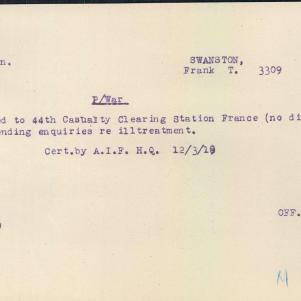 n.
SWANSTON,
Frank T. 3309
P/War
ed to 44th Casualty Clearing Station France (no di
ending enquiries re illtreatment.
Cert.by A.I.F. H.Q. 12/3/19
OFF.